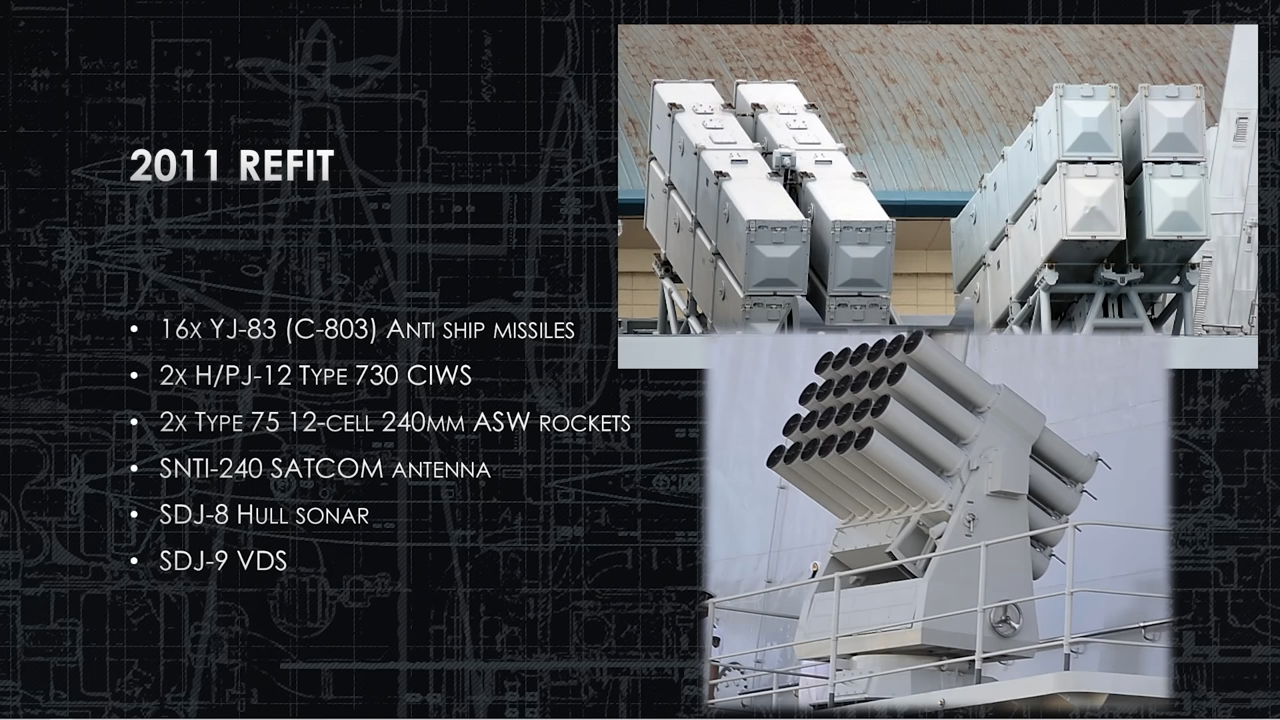 2011 REFIT
• 16x YJ-83 (C-803) Anti ship missiles
• 2x H/PJ-12 Type 730 CIWS
• 2x Type 75 12-cell 240mm ASW rockets
• SNTI-240 SATCOM antenna
• SDJ-8 Hull sonar
• SDJ-9 VDS